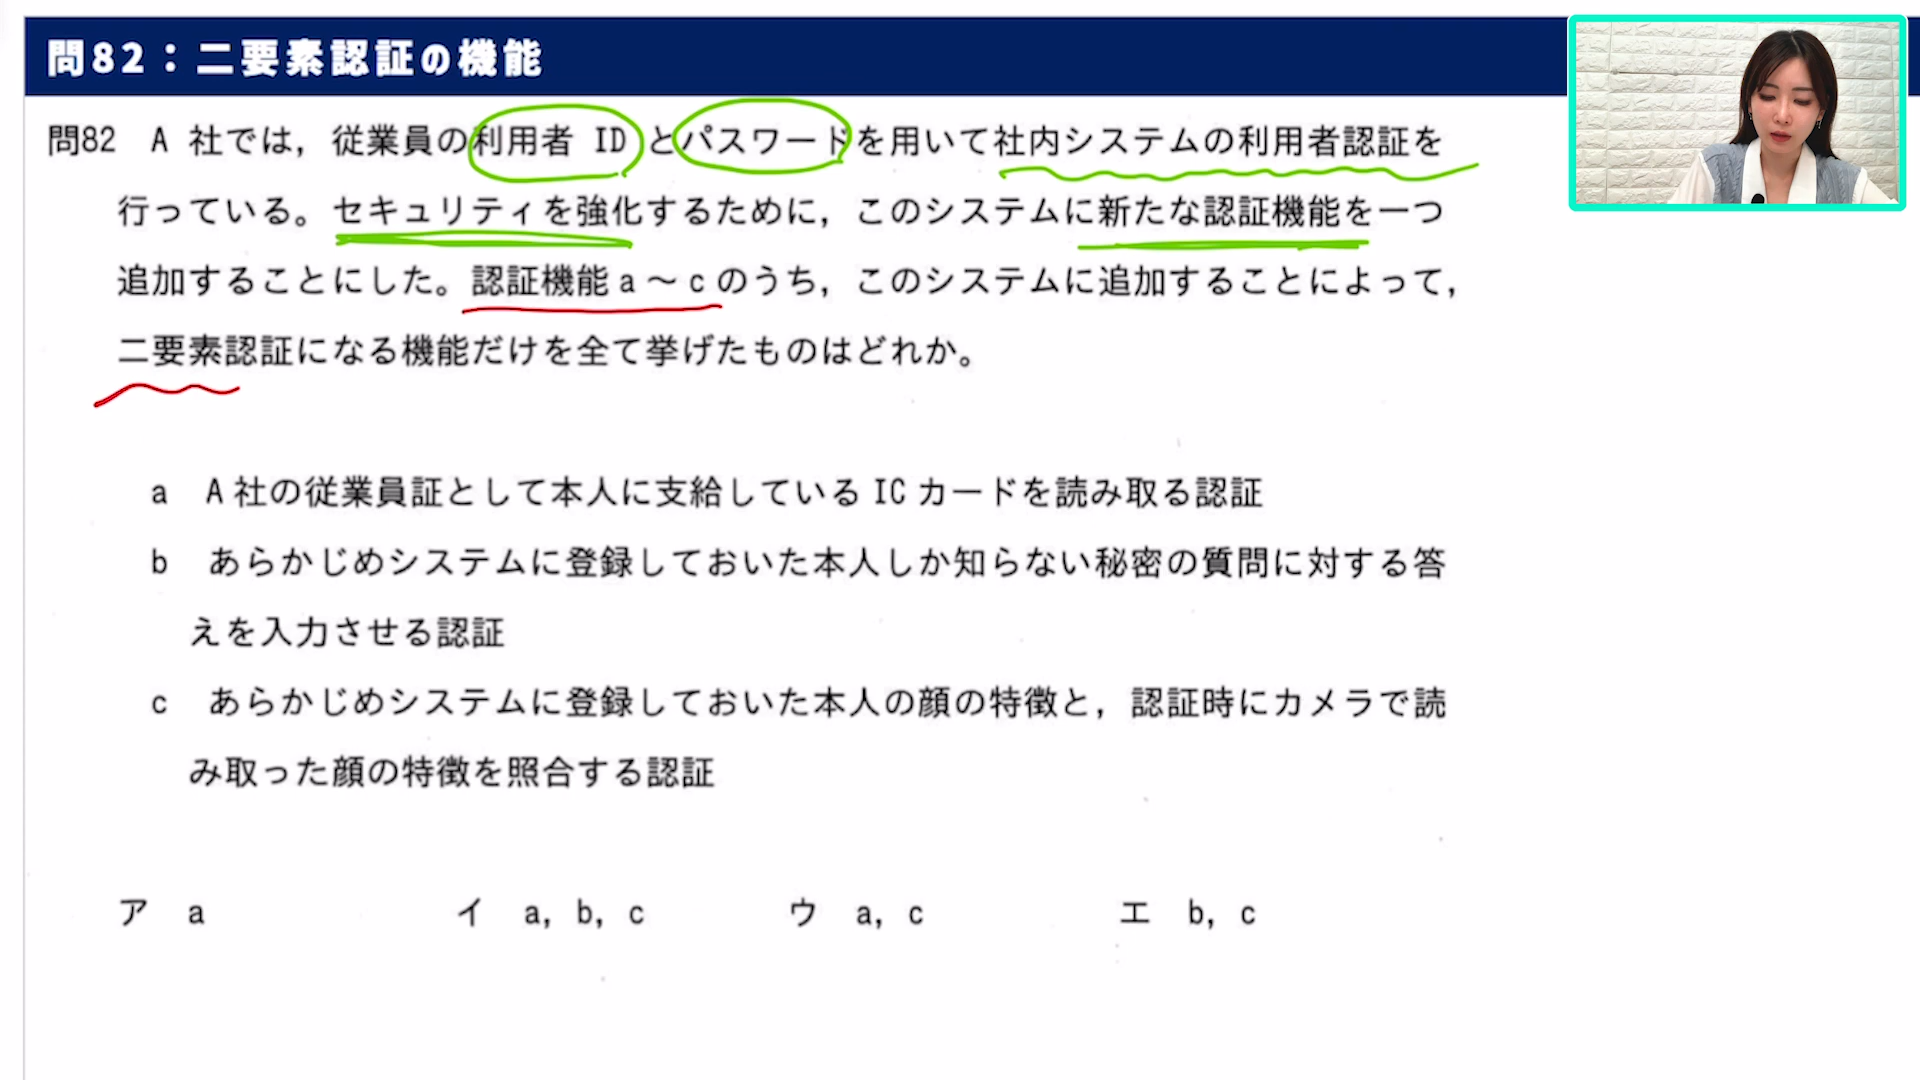 問82：二要素認証の機能
問82 A 社では，従業員の利用者 ID とパスワードを用いて社内システムの利用者認証を
行っている。セキュリティを強化するために，このシステムに新たな認証機能を一つ
追加することにした。認証機能 a～c のうち，このシステムに追加することによって，
二要素認証になる機能だけを全て挙げたものはどれか。
a A 社の従業員証として本人に支給している IC カードを読み取る認証
b あらかじめシステムに登録しておいた本人しか知らない秘密の質問に対する答
えを入力させる認証
c あらかじめシステムに登録しておいた本人の顔の特徴と，認証時にカメラで読
み取った顔の特徴を照合する認証
ア a イ a，b，c ウ a，c エ b，c